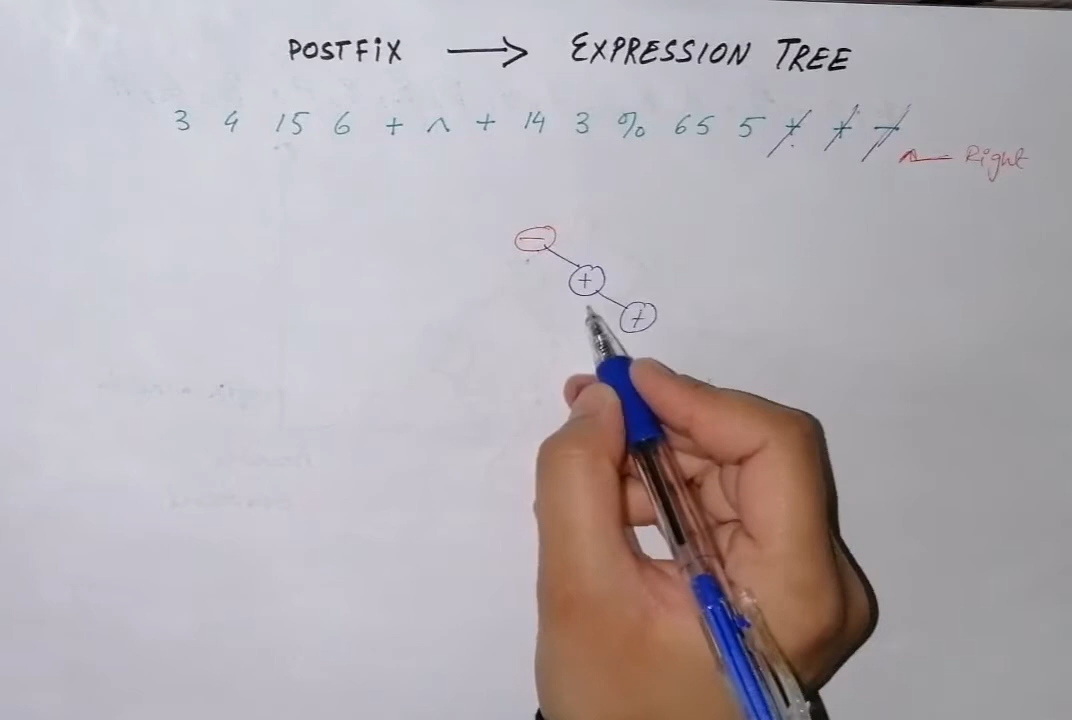 POSTFIX → EXPRESSION TREE
3 4 15 6 + ^ + 14 3 % 65 5
Right
-
+
+